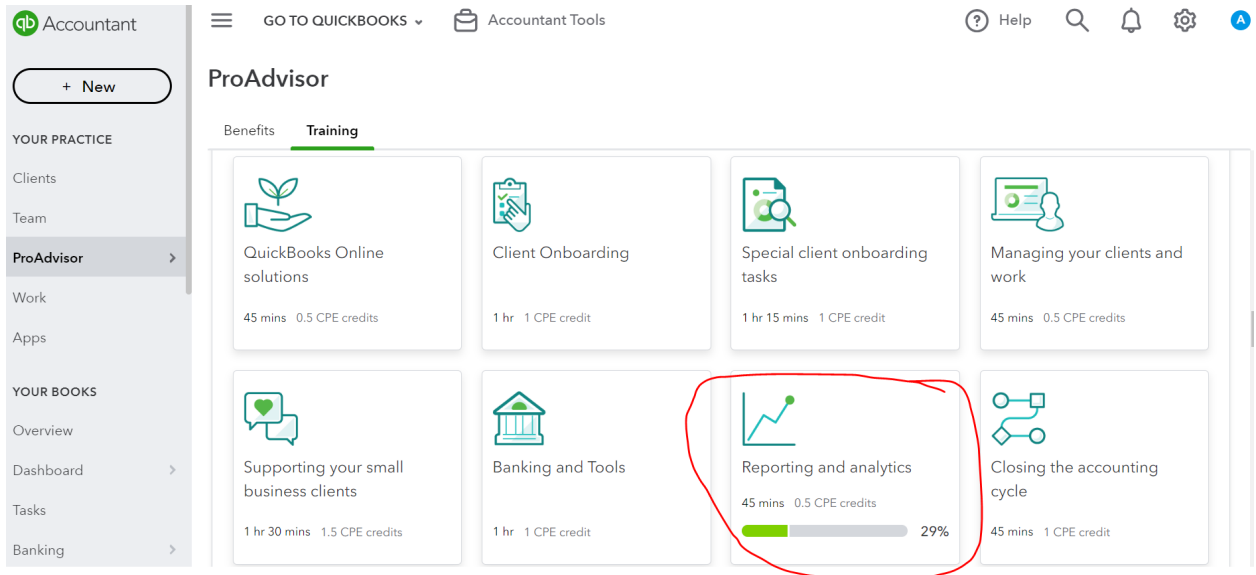 qb Accountant
GO TO QUICKBOOKS
Accountant Tools
Help
A
+ New
ProAdvisor
Benefits
Training
YOUR PRACTICE
Clients
Team
ProAdvisor
Work
Apps
YOUR BOOKS
Overview
Dashboard
Tasks
Banking
QuickBooks Online
solutions
45 mins 0.5 CPE credits
Client Onboarding
1 hr 1 CPE credit
Special client onboarding
tasks
1 hr 15 mins 1 CPE credit
Managing your clients and
work
45 mins 0.5 CPE credits
Supporting your small
business clients
1 hr 30 mins 1.5 CPE credits
Banking and Tools
1 hr 1 CPE credit
Reporting and analytics
45 mins 0.5 CPE credits
29%
Closing the accounting
cycle
45 mins 1 CPE credit